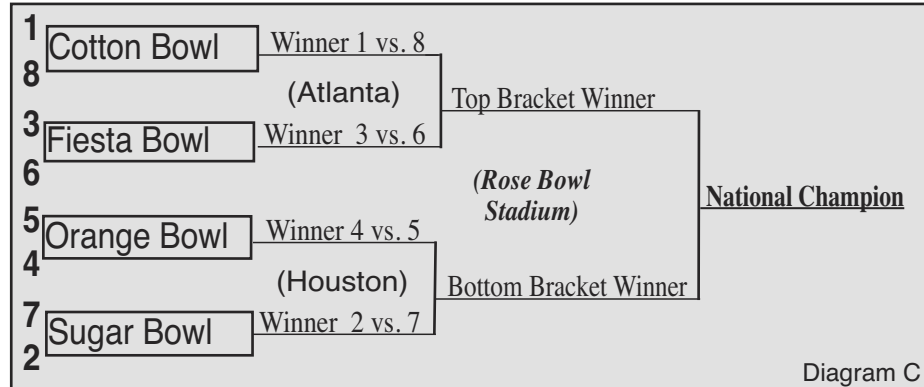 1
Cotton Bowl
Winner 1 vs. 8
8
(Atlanta)
Top Bracket Winner
3
Fiesta Bowl
Winner 3 vs. 6
6
(Rose Bowl
Stadium)
National Champion
5
Orange Bowl
Winner 4 vs. 5
4
(Houston)
Bottom Bracket Winner
7
Sugar Bowl
Winner 2 vs. 7
2
Diagram C